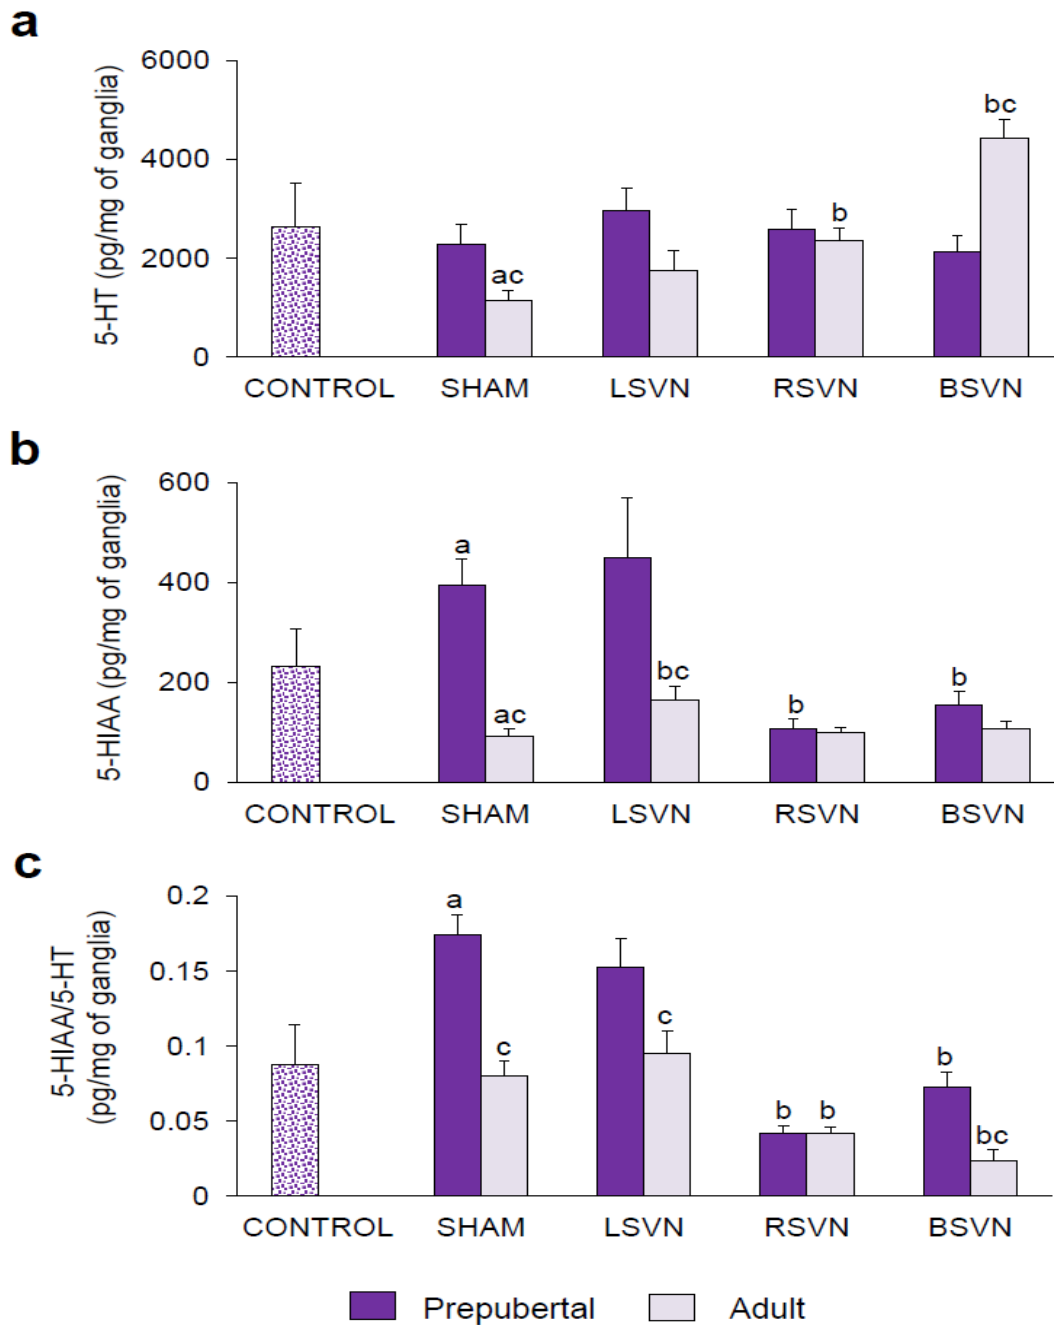 a
5-HT (pg/mg of ganglia)
6000
4000
2000
0
ac
b
bc
CONTROL SHAM LSVN RSVN BSVN
b
5-HIAA (pg/mg of ganglia)
600
400
200
0
a
ac
bc
b
b
CONTROL SHAM LSVN RSVN BSVN
c
5-HIAA/5-HT
(pg/mg of ganglia)
0.2
0.15
0.1
0.05
0
a
c
c
b
b
b
bc
CONTROL SHAM LSVN RSVN BSVN
Prepubertal Adult